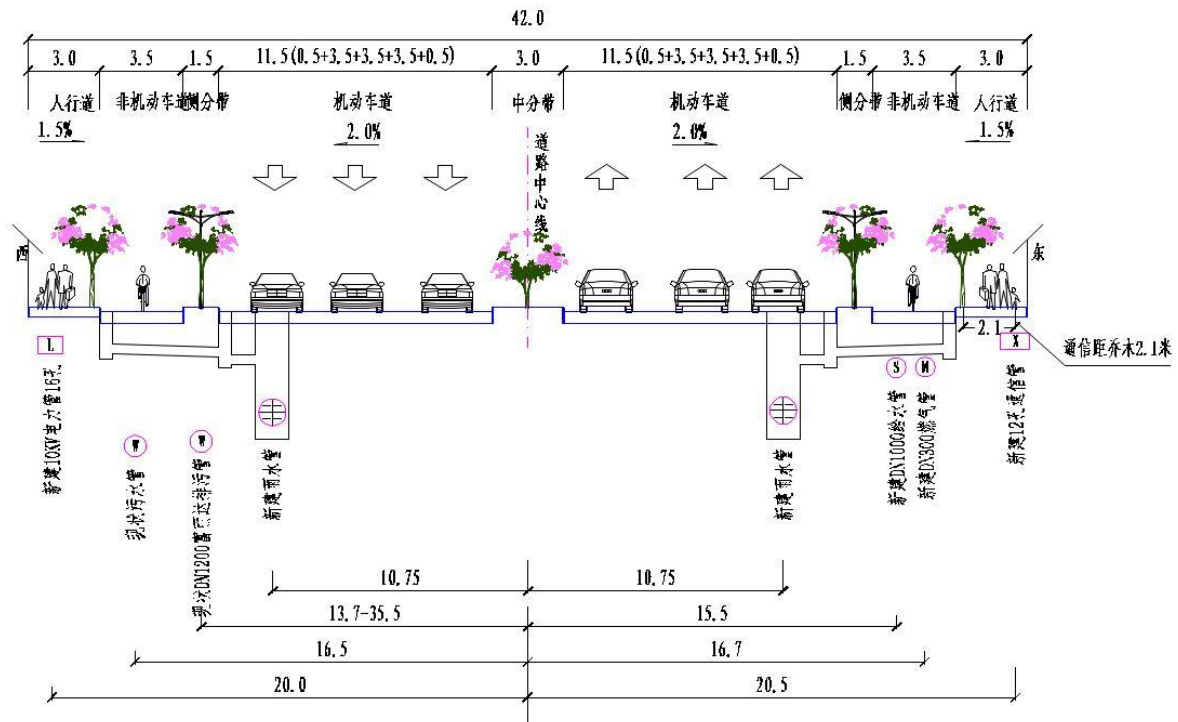 42.0
3.0
3.5
1.5
11.5(0.5+3.5+3.5+3.5+0.5)
3.0
11.5(0.5+3.5+3.5+3.5+0.5)
1.5
3.5
3.0
人行道
非机动车道
侧分带
机动车道
中分带
机动车道
侧分带
非机动车道
人行道
1.5%
2.0%
2.0%
1.5%
道路中心线
西
东
2.1
通信距乔木2.1米
L
X
S
W
W
新建10KV电力管16孔
现状污水管
现状DN1200富士达排污管
新建雨水管
新建雨水管
新建DN1000给水管
新建DN300燃气管
新建12孔通信管
10.75
10.75
13.7-35.5
15.5
16.5
16.7
20.0
20.5